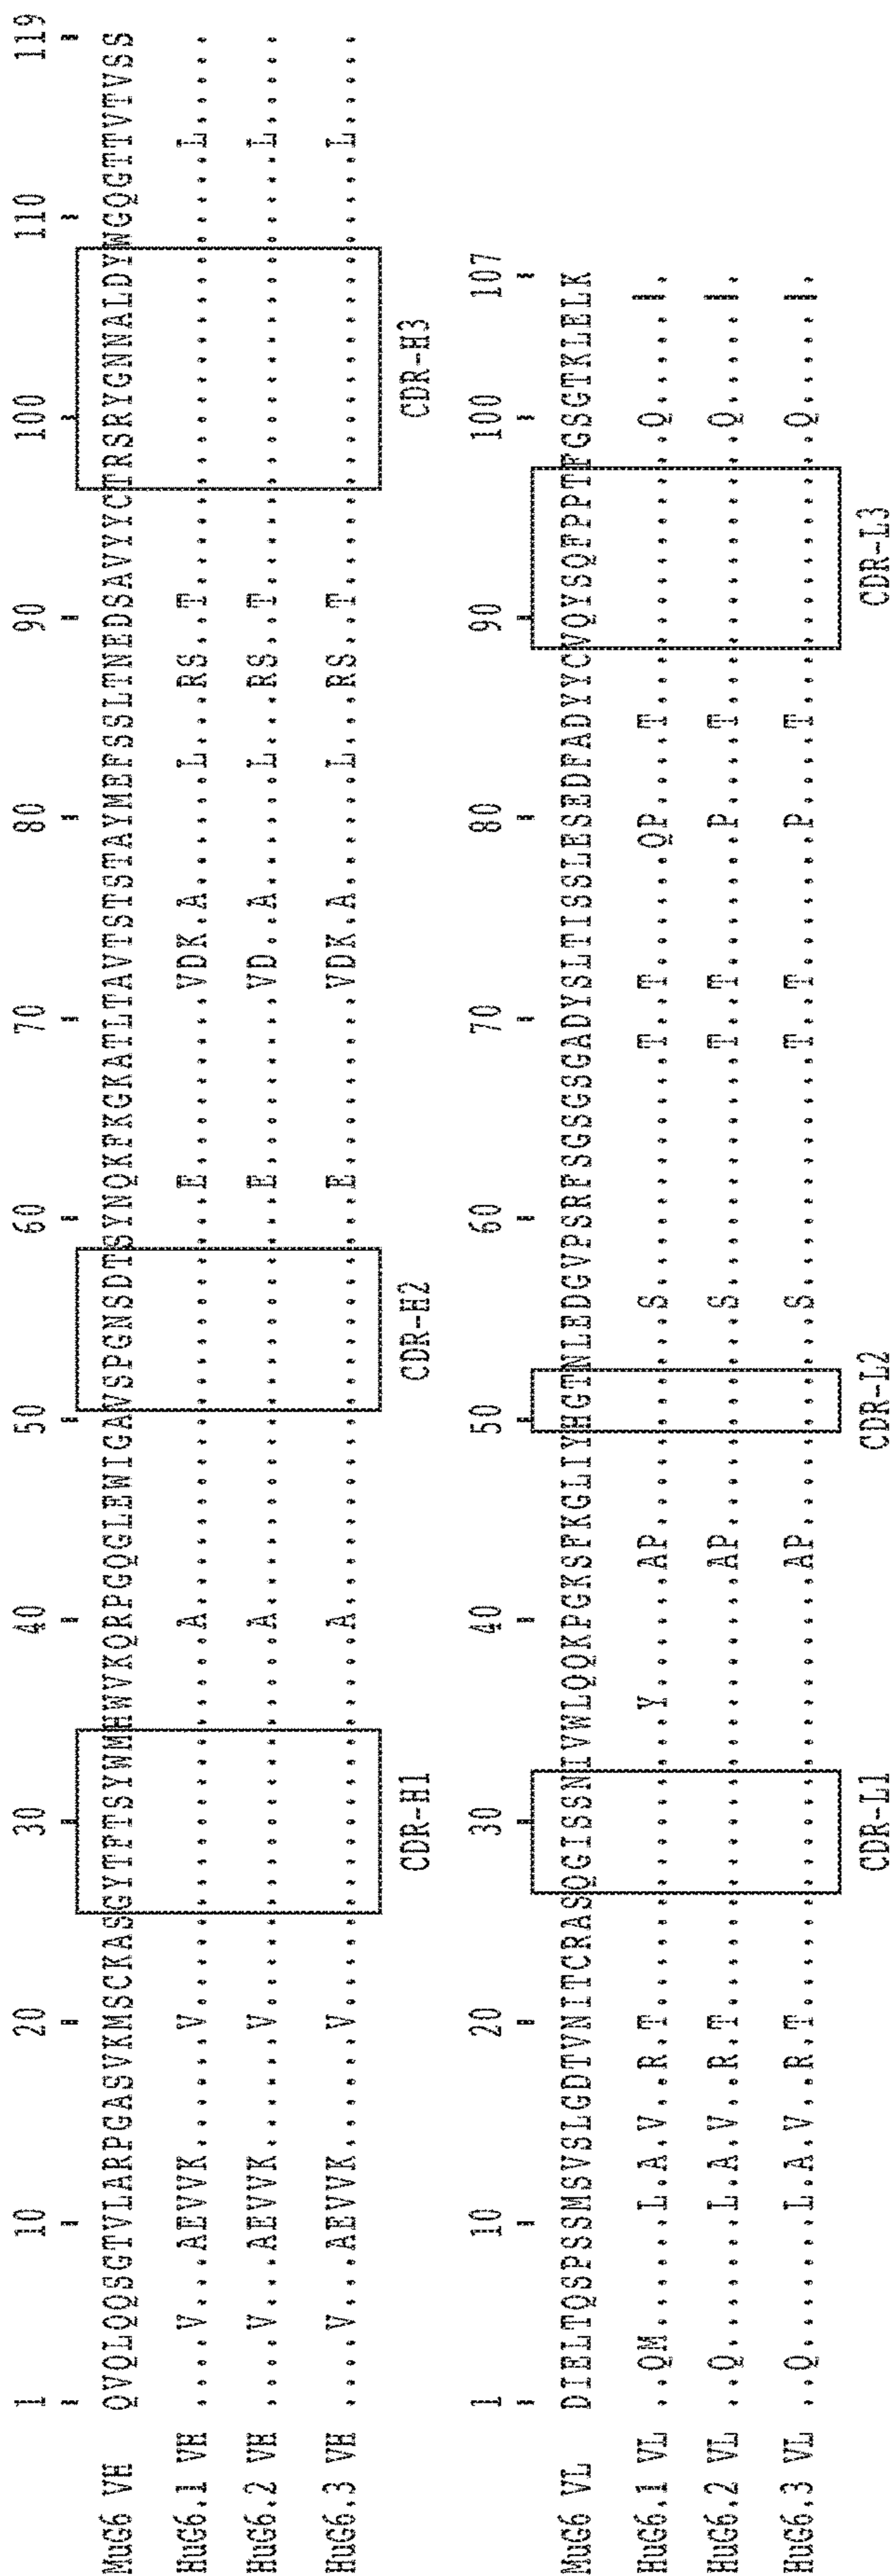 1 10 20 30 40 50 60 70 80 90 100 110 119
MuG6 VH QVQLQQSGTVLARPGASVKMSCKASGYTFTSYWMHWVKQRPGQGLEWIGAVSPGNSDTSYNQKFKGKATLTAVTSTSTAYMEFSSLTNEDSAVYYCTRSRYGNNALDYWGQGTTVTVSS
HuG6.1 VH ....V...AEVVK......V...................A.....................E.........VDK.A......L...RS..T......................L.....
HuG6.2 VH ....V...AEVVK......V...................A.....................E.........VD..A......L...RS..T......................L.....
HuG6.3 VH ....V...AEVVK......V...................A.....................E.........VDK.A......L...RS..T......................L.....
CDR-H1 CDR-H2 CDR-H3
1 10 20 30 40 50 60 70 80 90 100 107
MuG6 VL DIELTQSPSSMSVSLGDTVNITCRASQGISSNIVWLQQKPGKSFKGLIYHGTNLEDGVPSRFSGSGSGADYSLTISSLESEDFADYYCVQYSQFPPTFGSGTKLELK
HuG6.1 VL ..QM......L.A.V..R.T...............Y......AP...........S............T..T......QP....T..............Q.....I.
HuG6.2 VL ..Q.......L.A.V..R.T......................AP...........S............T..T.......P....T..............Q.....I.
HuG6.3 VL ..Q.......L.A.V..R.T......................AP...........S............T..T.......P....T..............Q.....I.
CDR-L1 CDR-L2 CDR-L3